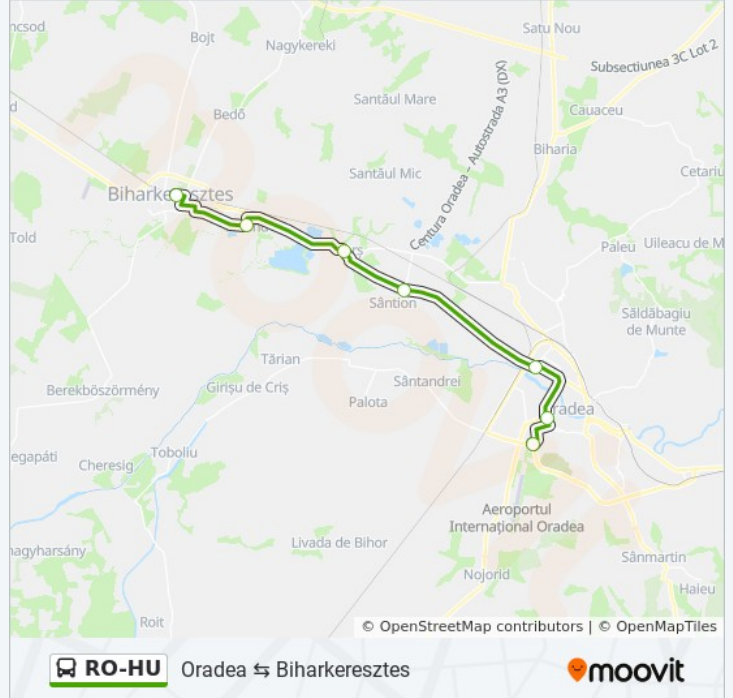 ncsod
Bojt
Nagykereki
Satu Nou
Subsectiunea 3C Lot 2
Santăul Mare
Cauaceu
Bedő
Biharia
Centura Oradea - Autostrada A3 (DX)
Santăul Mic
Cetariu
Biharkeresztes
Told
Paleu
Uileacu de M
Sântion
Săldăbagiu
de Munte
Tărian
Sântandrei
Girișu de Criș
Berekböszörmény
Palota
Oradea
egapáti
Toboliu
Cheresig
Aeroportul
Internațional Oradea
Livada de Bihor
nagyharsány
Sânmartin
Nojorid
Haieu
Roit
© OpenStreetMap contributors | © OpenMapTiles
RO-HU Oradea ⇆ Biharkeresztes
moovit